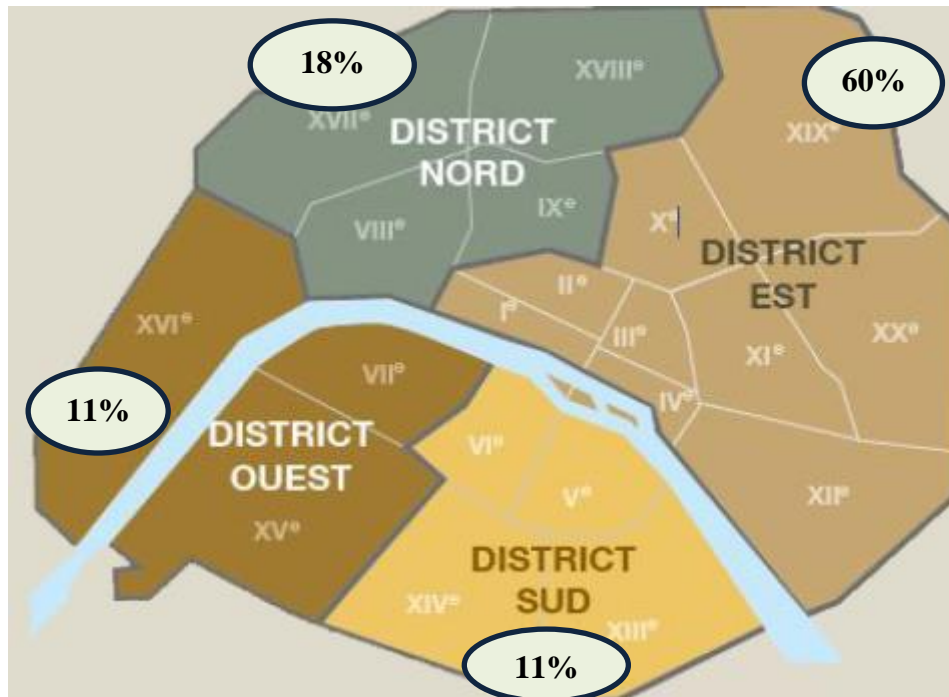 18%
60%
XVIIIᵉ
XVIIᵉ
XIXᵉ
DISTRICT
NORD
IXᵉ
VIIIᵉ
Xᵉ
DISTRICT
EST
IIᵉ
Iᵉ
IIIᵉ
XIᵉ
XXᵉ
XVIᵉ
VIIᵉ
IVᵉ
11%
DISTRICT
OUEST
VIᵉ
Vᵉ
XIIᵉ
XVᵉ
DISTRICT
SUD
XIVᵉ
XIIIᵉ
11%